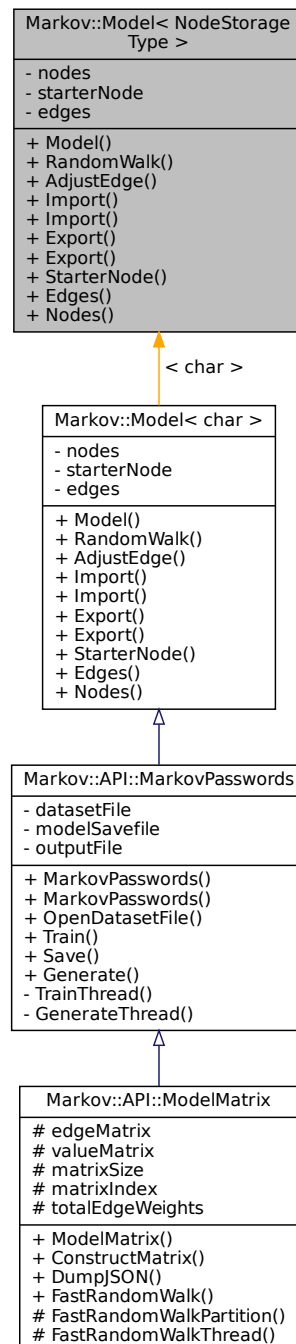 Markov::Model< NodeStorage
Type >
- nodes
- starterNode
- edges
+ Model()
+ RandomWalk()
+ AdjustEdge()
+ Import()
+ Import()
+ Export()
+ Export()
+ StarterNode()
+ Edges()
+ Nodes()
< char >
Markov::Model< char >
- nodes
- starterNode
- edges
+ Model()
+ RandomWalk()
+ AdjustEdge()
+ Import()
+ Import()
+ Export()
+ Export()
+ StarterNode()
+ Edges()
+ Nodes()
Markov::API::MarkovPasswords
- datasetFile
- modelSavefile
- outputFile
+ MarkovPasswords()
+ MarkovPasswords()
+ OpenDatasetFile()
+ Train()
+ Save()
+ Generate()
- TrainThread()
- GenerateThread()
Markov::API::ModelMatrix
# edgeMatrix
# valueMatrix
# matrixSize
# matrixIndex
# totalEdgeWeights
+ ModelMatrix()
+ ConstructMatrix()
+ DumpJSON()
+ FastRandomWalk()
# FastRandomWalkPartition()
# FastRandomWalkThread()